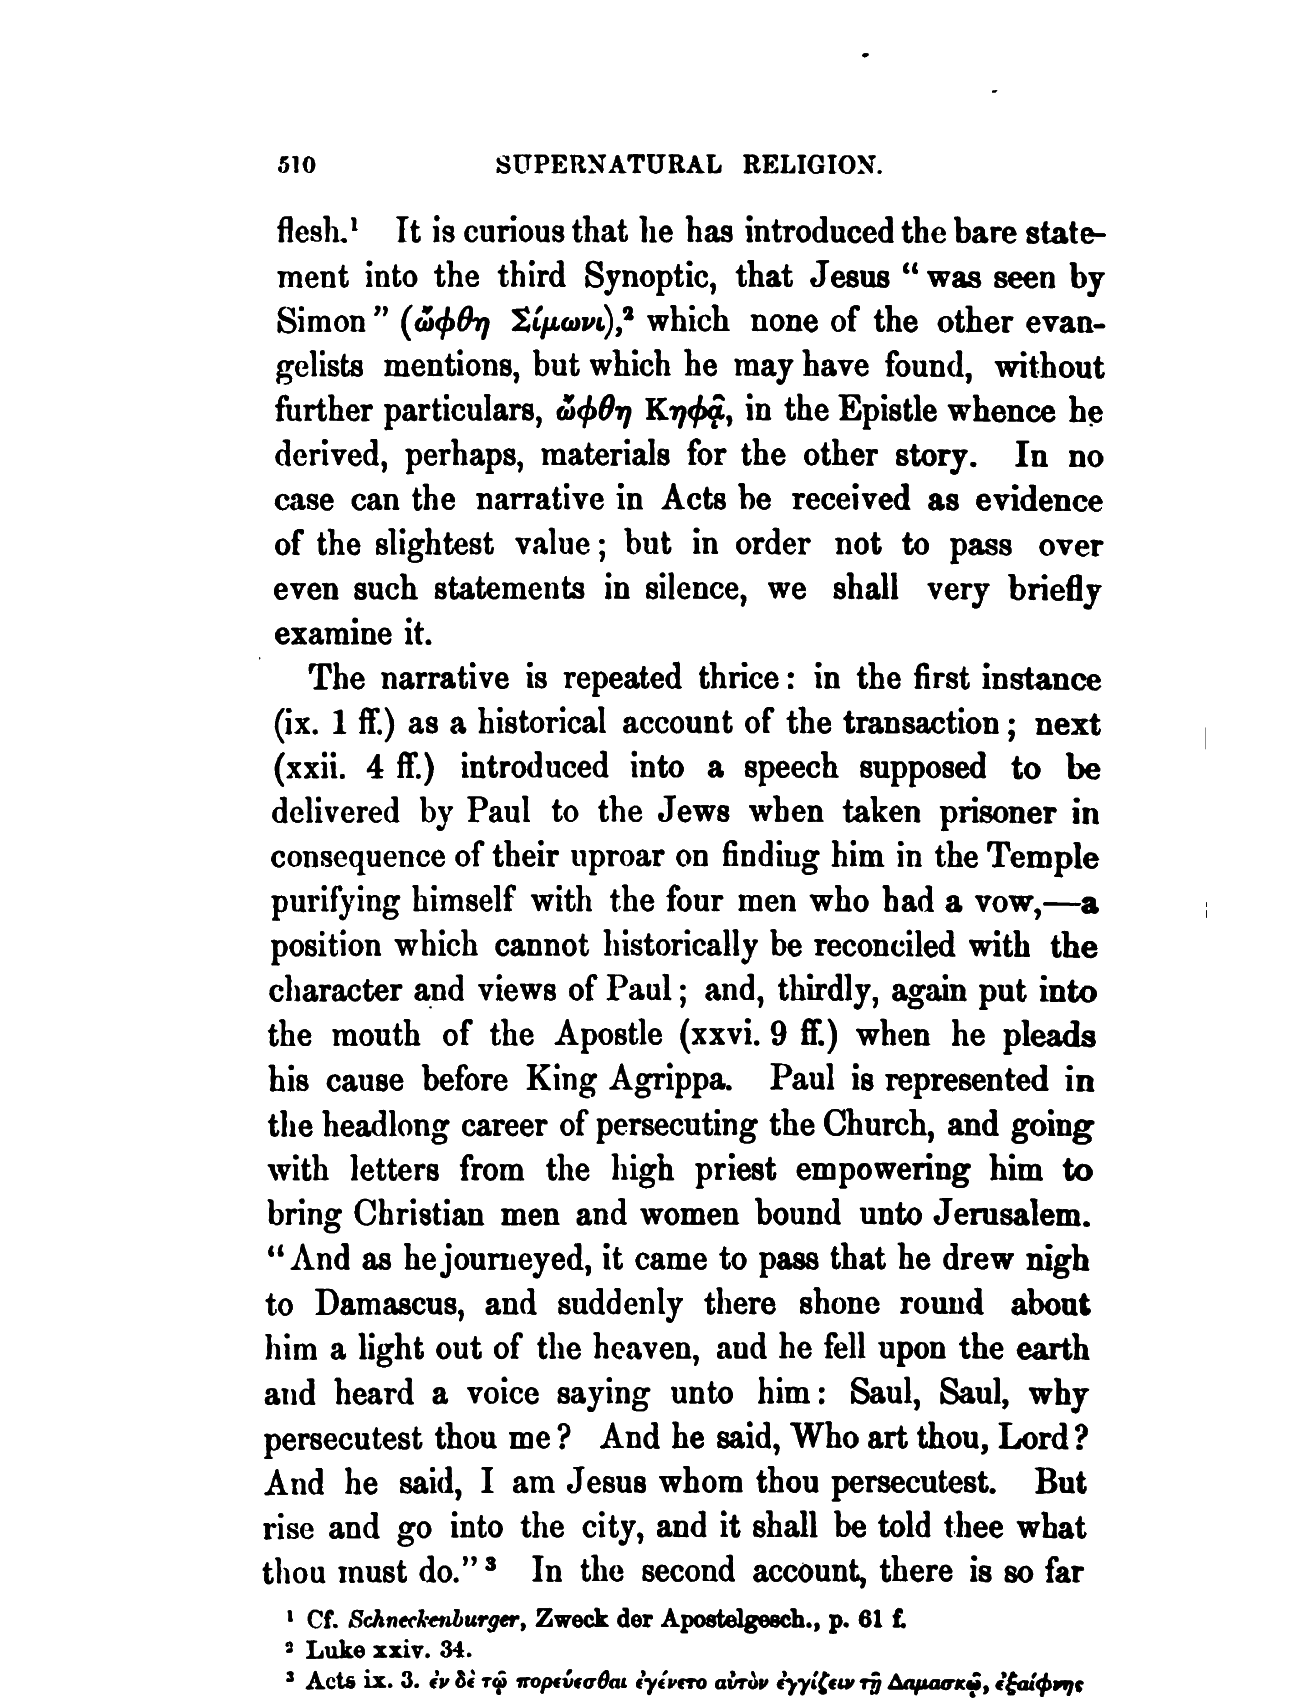 510 SUPERNATURAL RELIGION.
flesh.¹ It is curious that he has introduced the bare state-
ment into the third Synoptic, that Jesus “ was seen by
Simon ” (ὤφθη Σίμωνι),² which none of the other evan-
gelists mentions, but which he may have found, without
further particulars, ὤφθη Κηφᾷ, in the Epistle whence he
derived, perhaps, materials for the other story. In no
case can the narrative in Acts be received as evidence
of the slightest value ; but in order not to pass over
even such statements in silence, we shall very briefly
examine it.
The narrative is repeated thrice : in the first instance
(ix. 1 ff.) as a historical account of the transaction ; next
(xxii. 4 ff.) introduced into a speech supposed to be
delivered by Paul to the Jews when taken prisoner in
consequence of their uproar on finding him in the Temple
purifying himself with the four men who had a vow,—a
position which cannot historically be reconciled with the
character and views of Paul ; and, thirdly, again put into
the mouth of the Apostle (xxvi. 9 ff.) when he pleads
his cause before King Agrippa. Paul is represented in
the headlong career of persecuting the Church, and going
with letters from the high priest empowering him to
bring Christian men and women bound unto Jerusalem.
“ And as he journeyed, it came to pass that he drew nigh
to Damascus, and suddenly there shone round about
him a light out of the heaven, and he fell upon the earth
and heard a voice saying unto him : Saul, Saul, why
persecutest thou me ? And he said, Who art thou, Lord ?
And he said, I am Jesus whom thou persecutest. But
rise and go into the city, and it shall be told thee what
thou must do.” ³ In the second account, there is so far
¹ Cf. Schneckenburger, Zweck der Apostelgesch., p. 61 f.
² Luke xxiv. 34.
³ Acts ix. 3. ἐν δὲ τῷ πορεύεσθαι ἐγένετο αὐτὸν ἐγγίζειν τῇ Δαμασκῷ, ἐξαίφνης